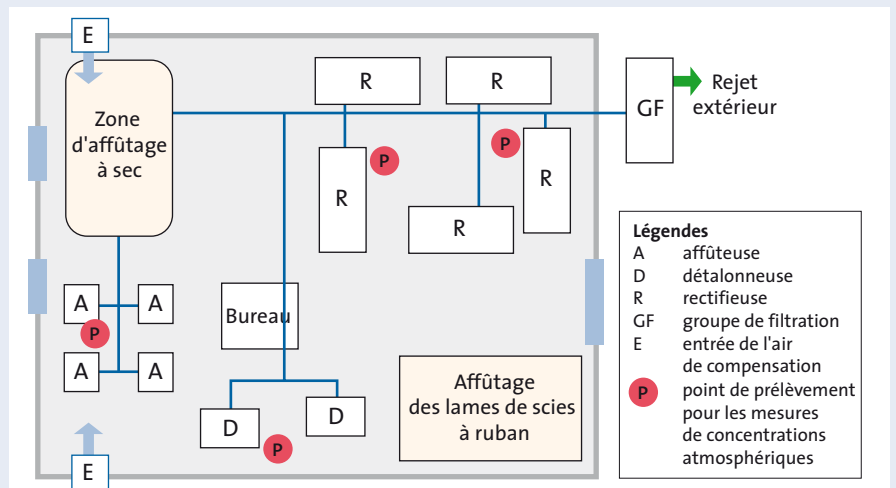 E
Zone
d'affûtage
à sec
R
R
P
R
P
R
R
GF
Rejet
extérieur
A
A
P
A
A
Bureau
D
D
P
E
Affûtage
des lames de scies
à ruban
Légendes
A affûteuse
D détalonneuse
R rectifieuse
GF groupe de filtration
E entrée de l'air
de compensation
P point de prélèvement
pour les mesures
de concentrations
atmosphériques